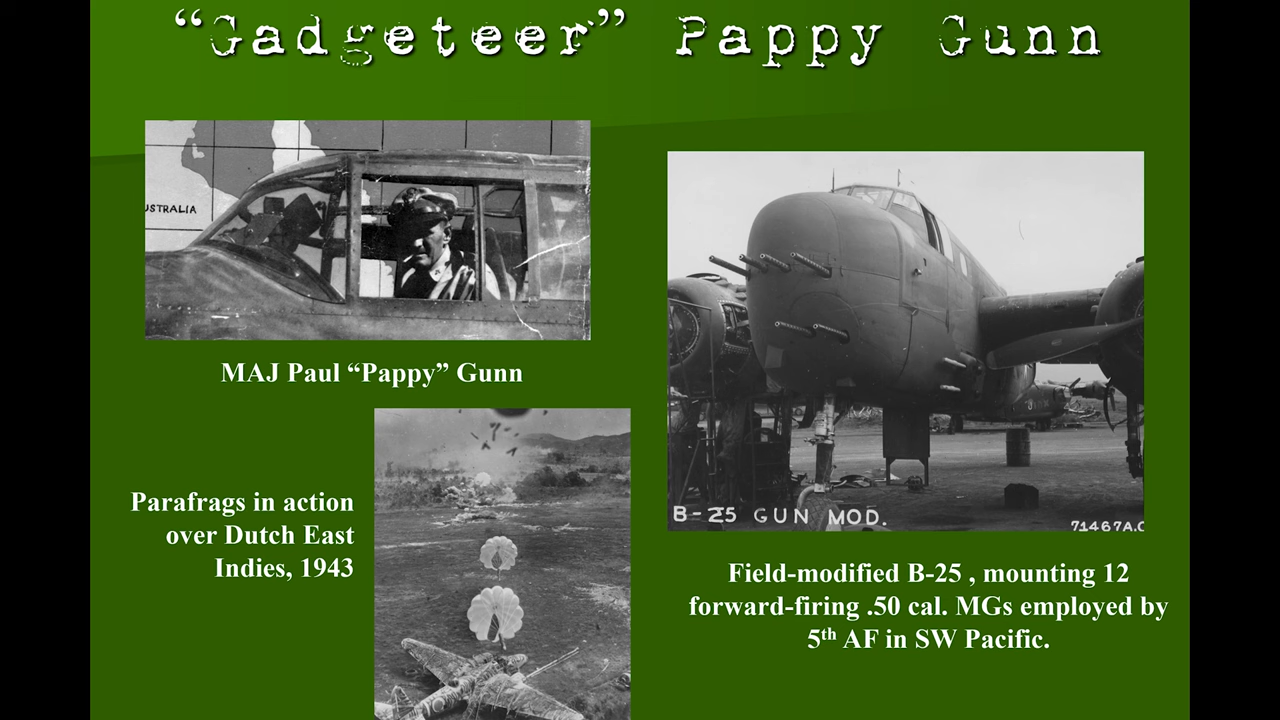 “Gadgeteer” Pappy Gunn
USTRALIA
MAJ Paul “Pappy” Gunn
Parafrags in action
over Dutch East
Indies, 1943
B-25 GUN MOD.
71467A.C
Field-modified B-25 , mounting 12
forward-firing .50 cal. MGs employed by
5th AF in SW Pacific.